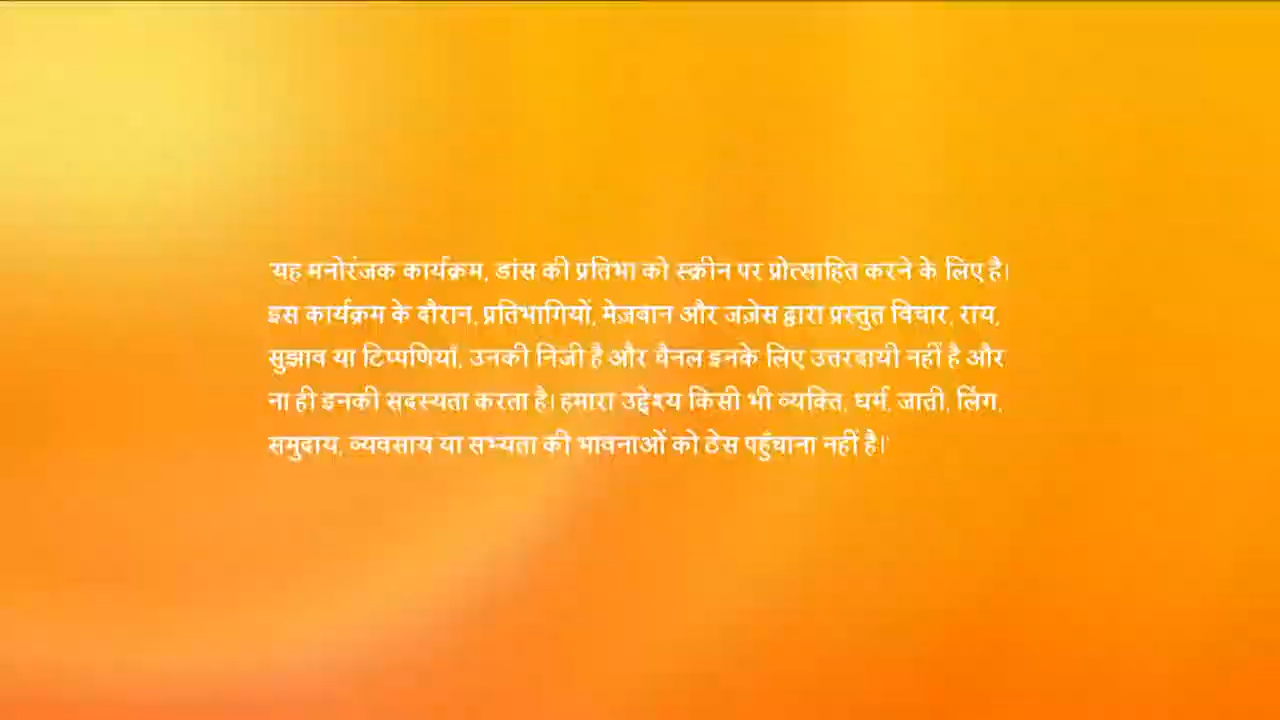 'यह मनोरंजक कार्यक्रम, डांस की प्रतिभा को स्क्रीन पर प्रोत्साहित करने के लिए है।
इस कार्यक्रम के दौरान, प्रतिभागियों, मेज़बान और जज़ेस द्वारा प्रस्तुत विचार, राय,
सुझाव या टिप्पणियाँ, उनकी निजी है और चैनल इनके लिए उत्तरदायी नहीं है और
ना ही इनकी सदस्यता करता है। हमारा उद्देश्य किसी भी व्यक्ति, धर्म, जाती, लिंग,
समुदाय, व्यवसाय या सभ्यता की भावनाओं को ठेस पहुँचाना नहीं है।'